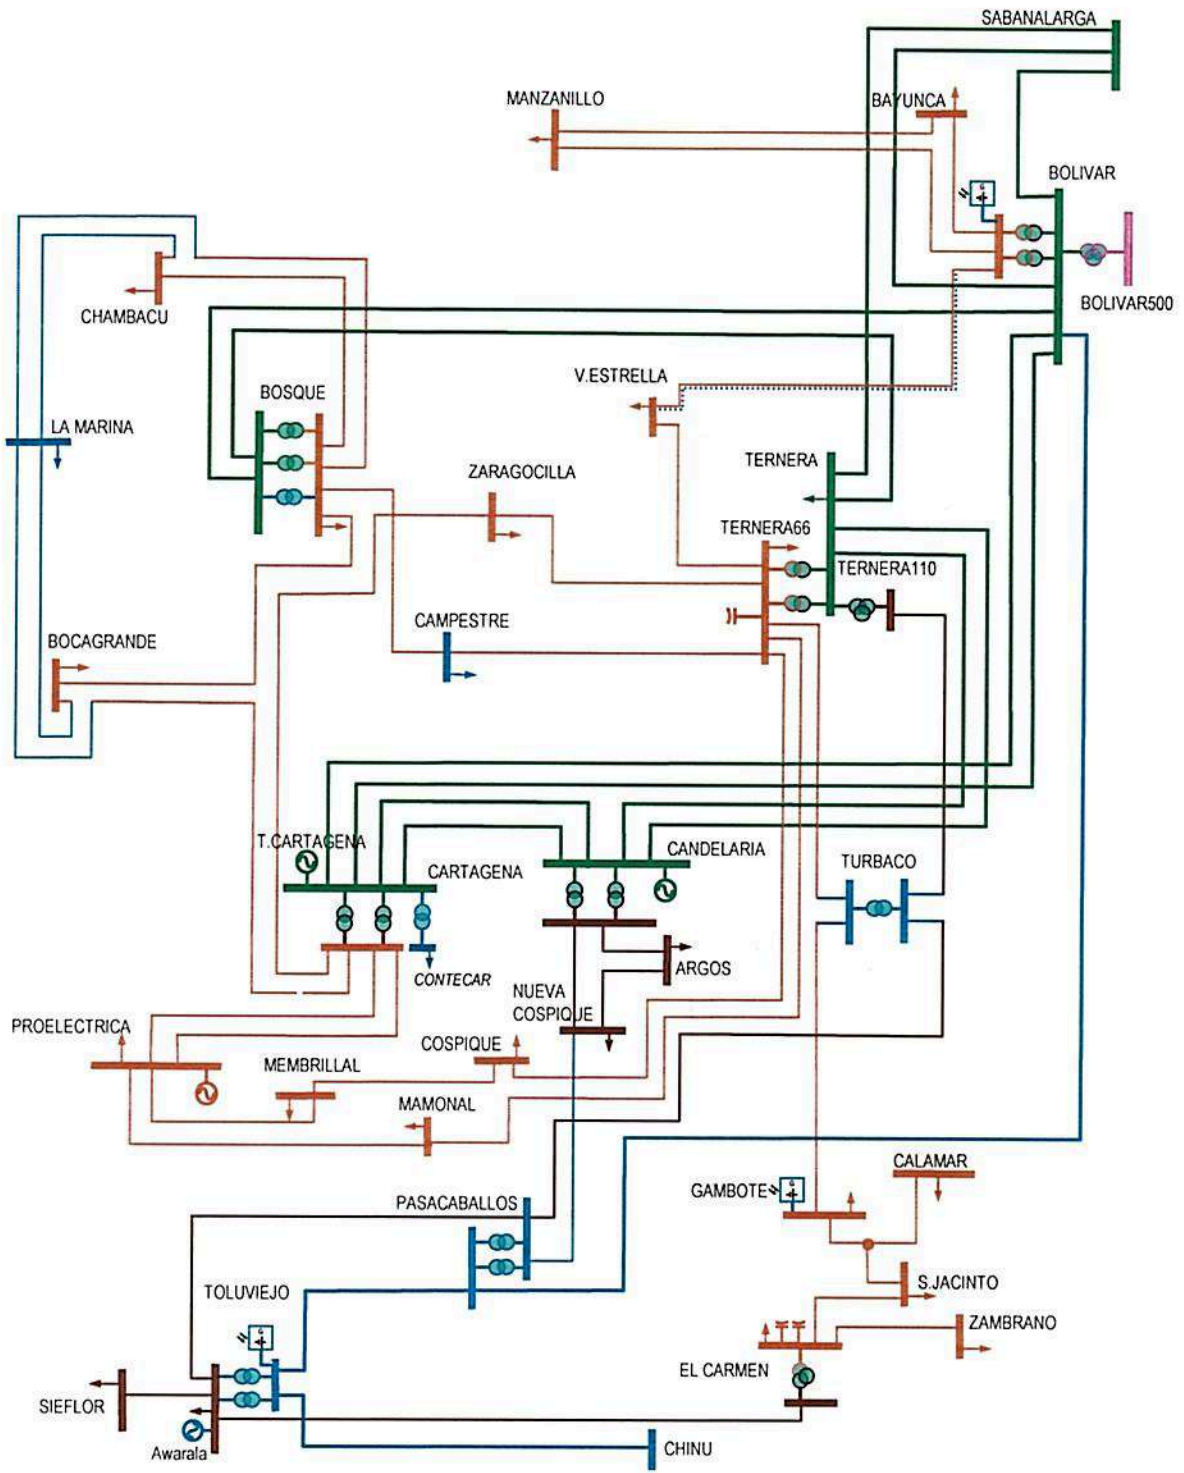 SABANALARGA
MANZANILLO
BAYUNCA
BOLIVAR
BOLIVAR500
CHAMBACU
V.ESTRELLA
BOSQUE
LA MARINA
TERNERA
ZARAGOCILLA
TERNERA66
TERNERA110
CAMPESTRE
BOCAGRANDE
T.CARTAGENA
CANDELARIA
CARTAGENA
TURBACO
ARGOS
CONTECAR
NUEVA
COSPIQUE
PROELECTRICA
COSPIQUE
MEMBRILLAL
MAMONAL
CALAMAR
GAMBOTE
PASACABALLOS
S.JACINTO
TOLUVIEJO
ZAMBRANO
EL CARMEN
SIEFLOR
Awarala
CHINU